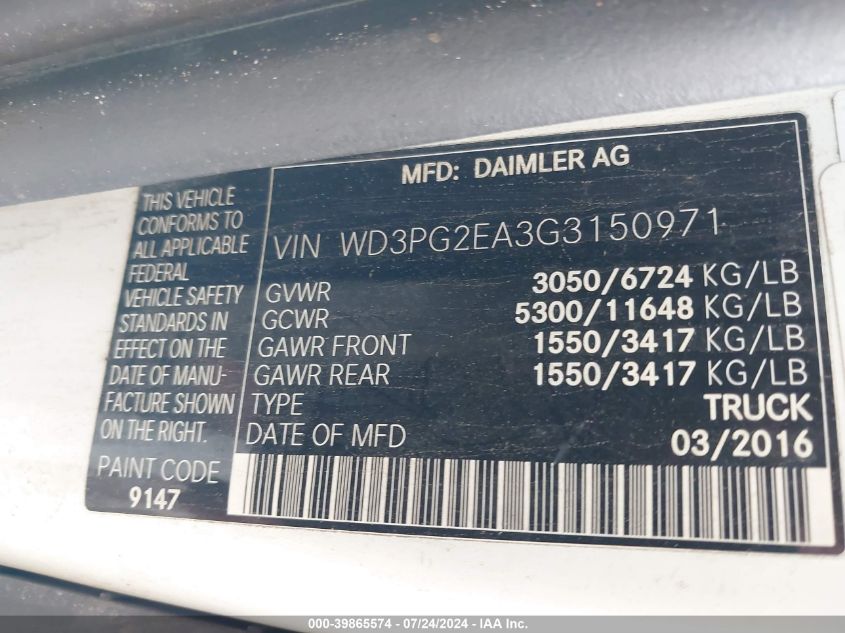 MFD: DAIMLER AG
THIS VEHICLE
CONFORMS TO
ALL APPLICABLE
FEDERAL
VEHICLE SAFETY
STANDARDS IN
EFFECT ON THE
DATE OF MANU-
FACTURE SHOWN
ON THE RIGHT.
PAINT CODE
9147
VIN WD3PG2EA3G3150971
GVWR 3050/6724 KG/LB
GCWR 5300/11648 KG/LB
GAWR FRONT 1550/3417 KG/LB
GAWR REAR 1550/3417 KG/LB
TYPE TRUCK
DATE OF MFD 03/2016
000-39865574 / 07/24/2024 - IAA Inc.